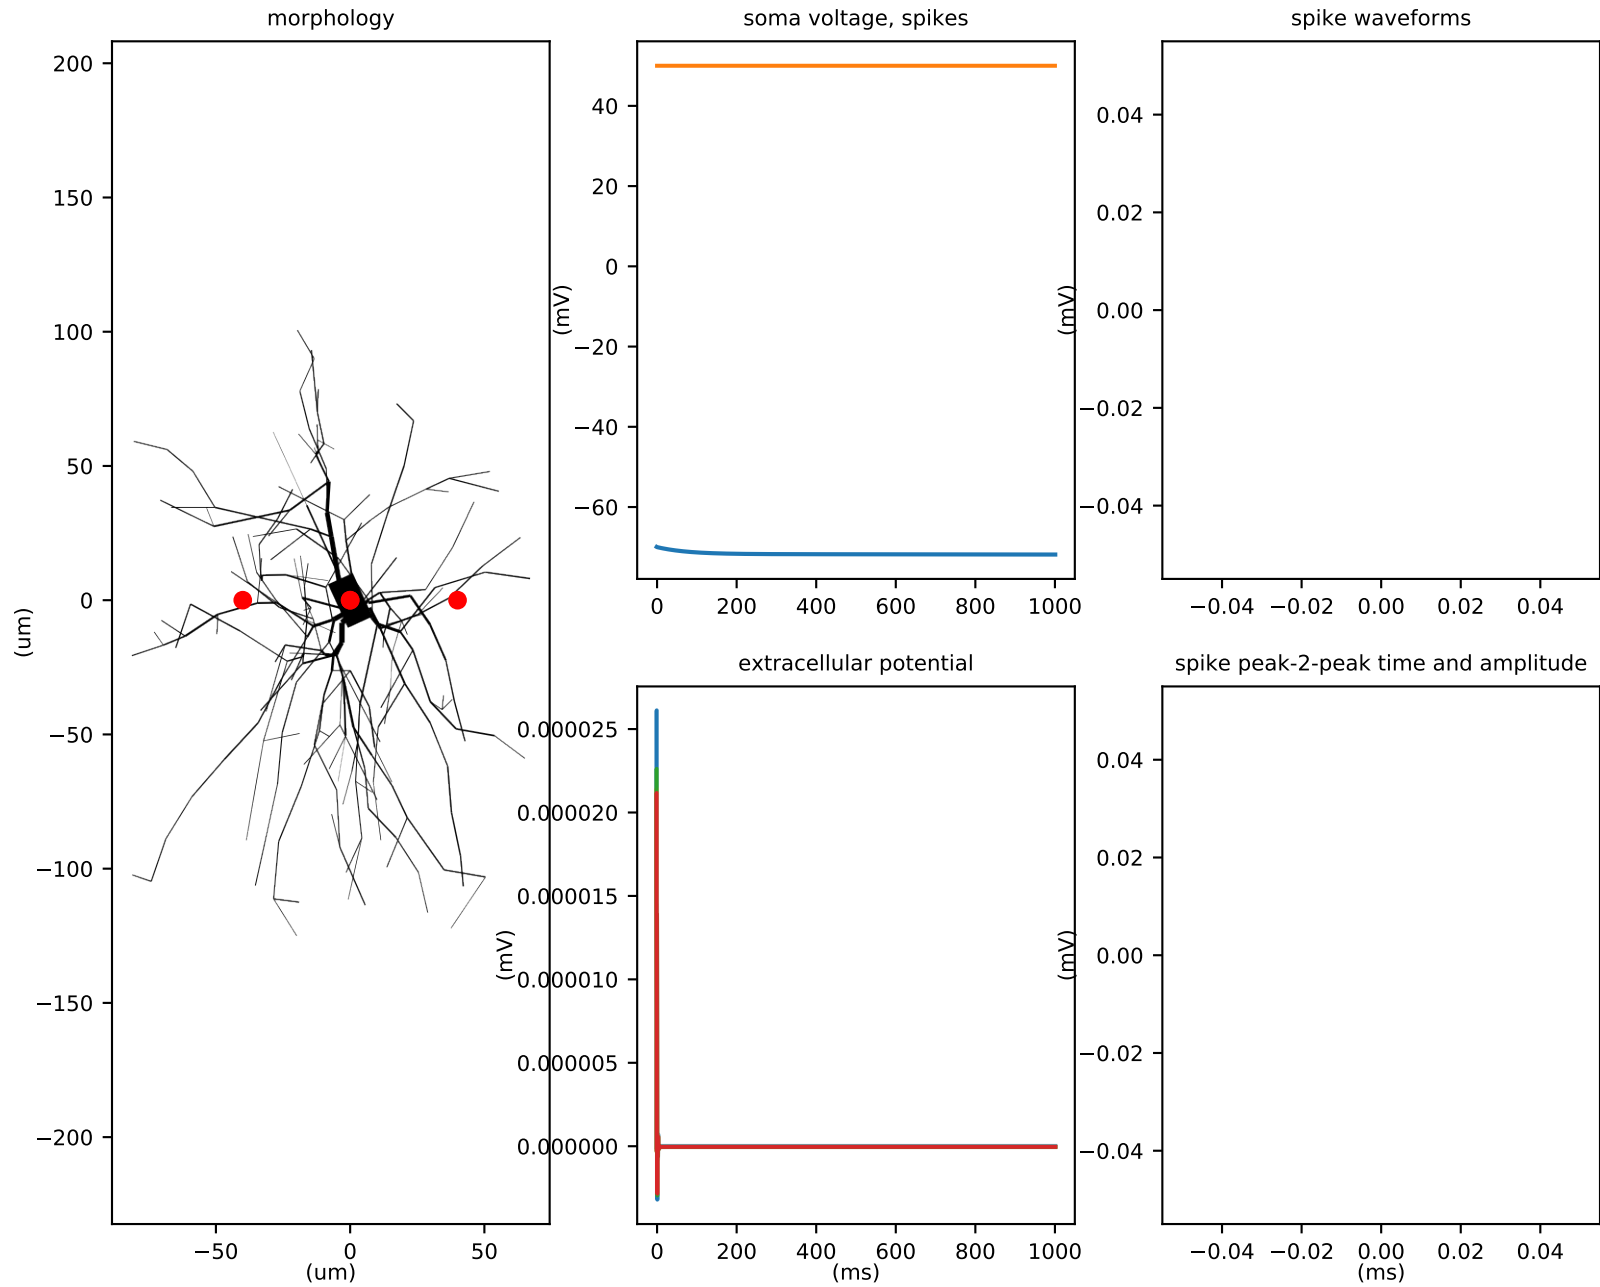 morphology
200
150
100
50
0
−50
−100
−150
−200
(um)
−50 0 50
(um)
soma voltage, spikes
40
20
0
−20
−40
−60
(mV)
0 200 400 600 800 1000
spike waveforms
0.04
0.02
0.00
−0.02
−0.04
(mV)
−0.04 −0.02 0.00 0.02 0.04
extracellular potential
0.000025
0.000020
0.000015
0.000010
0.000005
0.000000
(mV)
0 200 400 600 800 1000
(ms)
spike peak-2-peak time and amplitude
0.04
0.02
0.00
−0.02
−0.04
(mV)
−0.04 −0.02 0.00 0.02 0.04
(ms)